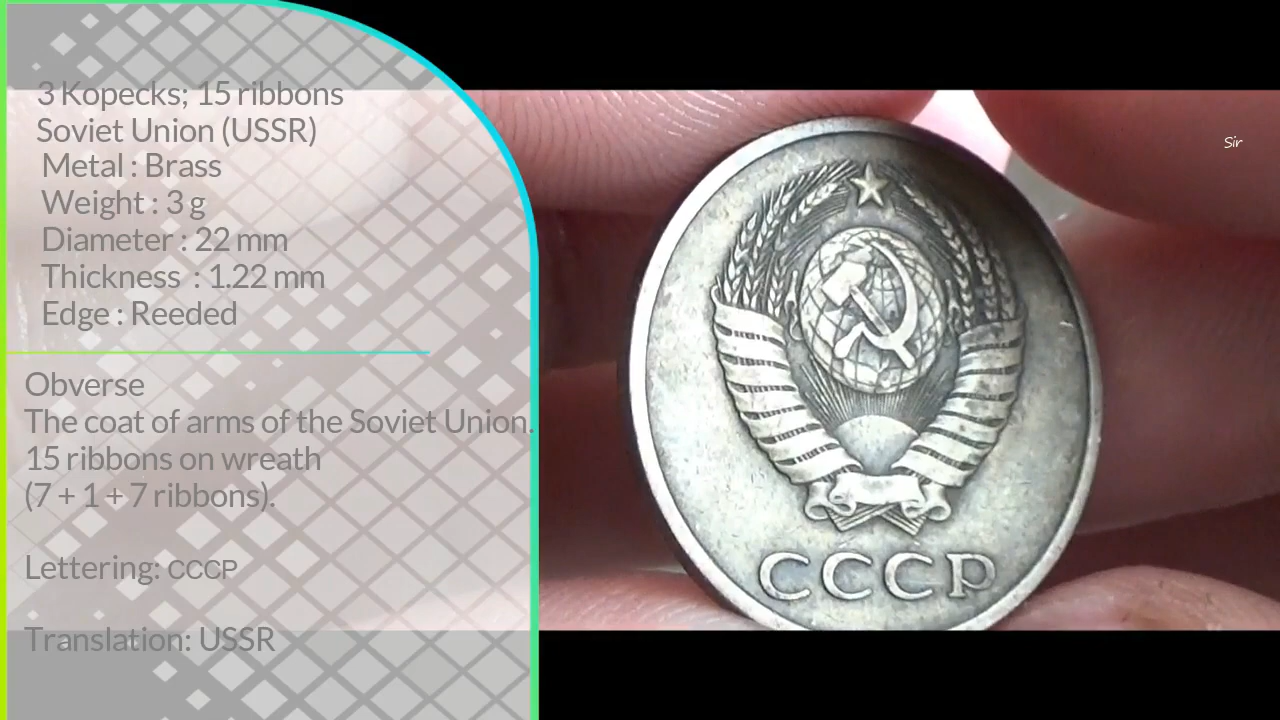 3 Kopecks; 15 ribbons
Soviet Union (USSR)
Metal : Brass
Weight : 3 g
Diameter : 22 mm
Thickness : 1.22 mm
Edge : Reeded
Obverse
The coat of arms of the Soviet Union.
15 ribbons on wreath
(7 + 1 + 7 ribbons).
Lettering: СССР
Translation: USSR
Sir
СССР